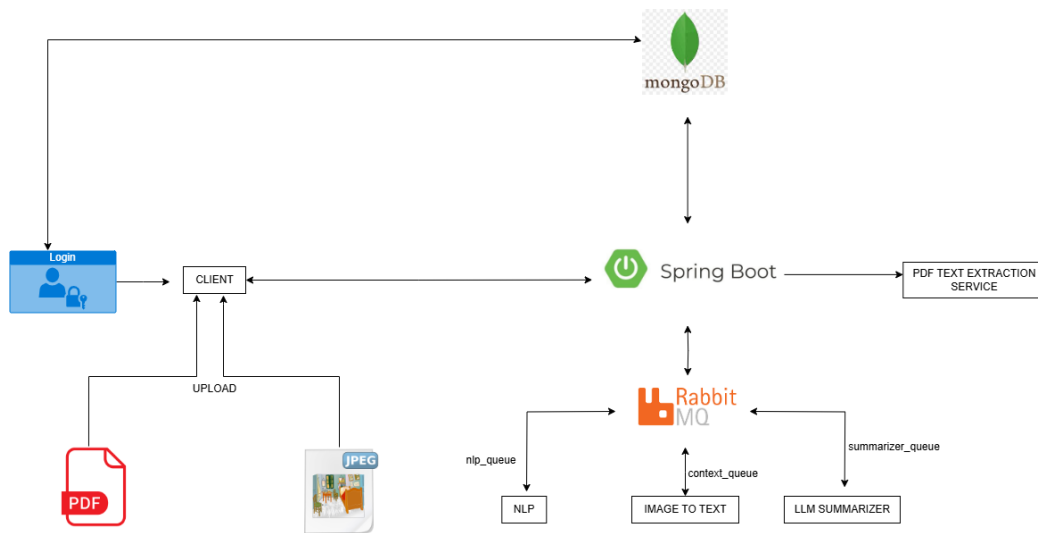 mongoDB
Login
CLIENT
Spring Boot
PDF TEXT EXTRACTION
SERVICE
UPLOAD
Rabbit
MQ
nlp_queue
summarizer_queue
context_queue
JPEG
PDF
NLP
IMAGE TO TEXT
LLM SUMMARIZER